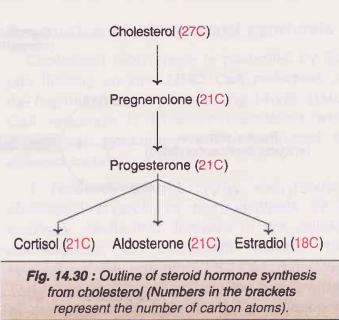 Cholesterol (27C)
Pregnenolone (21C)
Progesterone (21C)
Cortisol (21C) Aldosterone (21C) Estradiol (18C)
Fig. 14.30 : Outline of steroid hormone synthesis
from cholesterol (Numbers in the brackets
represent the number of carbon atoms).